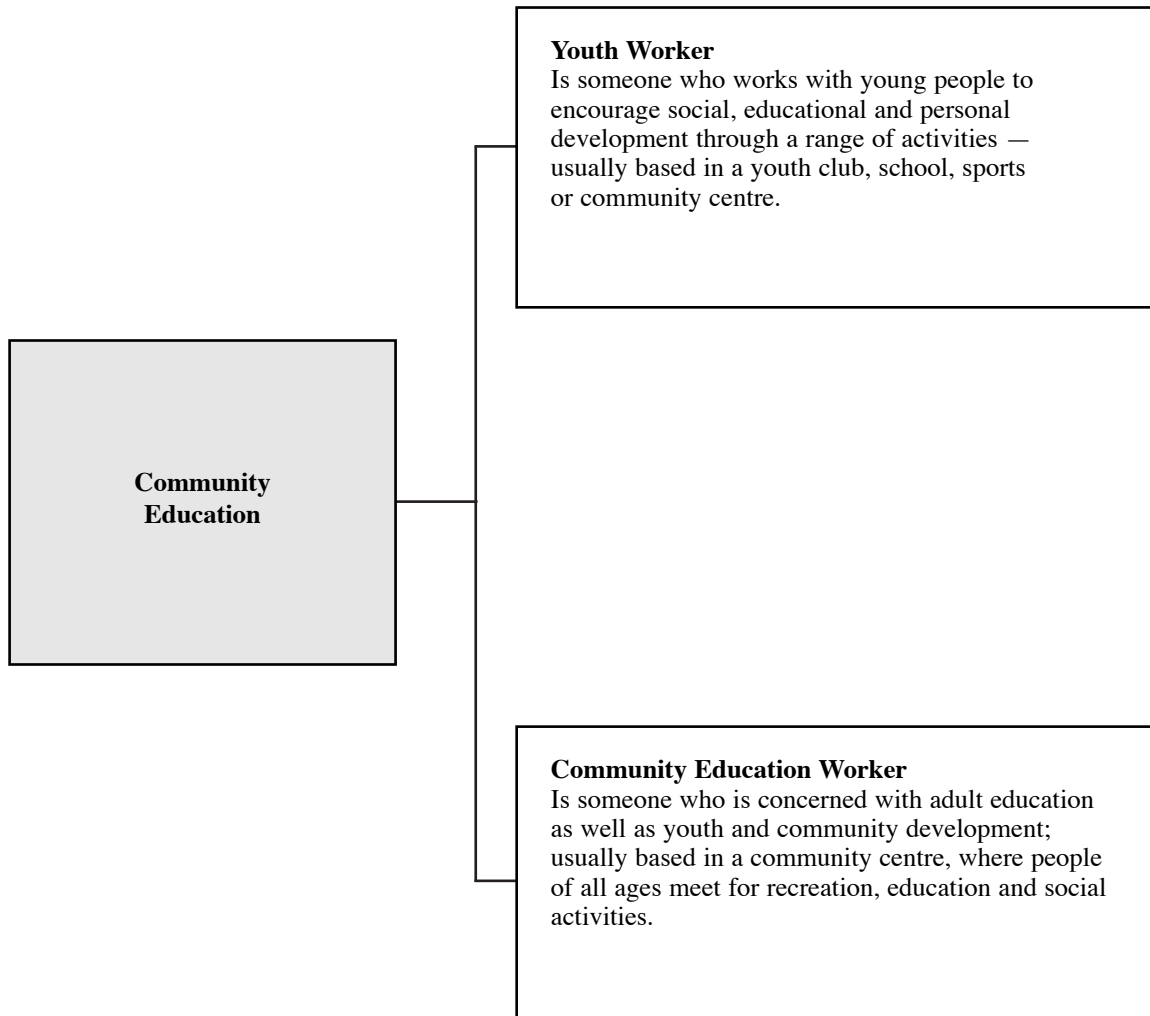 Youth Worker
Is someone who works with young people to
encourage social, educational and personal
development through a range of activities —
usually based in a youth club, school, sports
or community centre.
Community
Education
Community Education Worker
Is someone who is concerned with adult education
as well as youth and community development;
usually based in a community centre, where people
of all ages meet for recreation, education and social
activities.